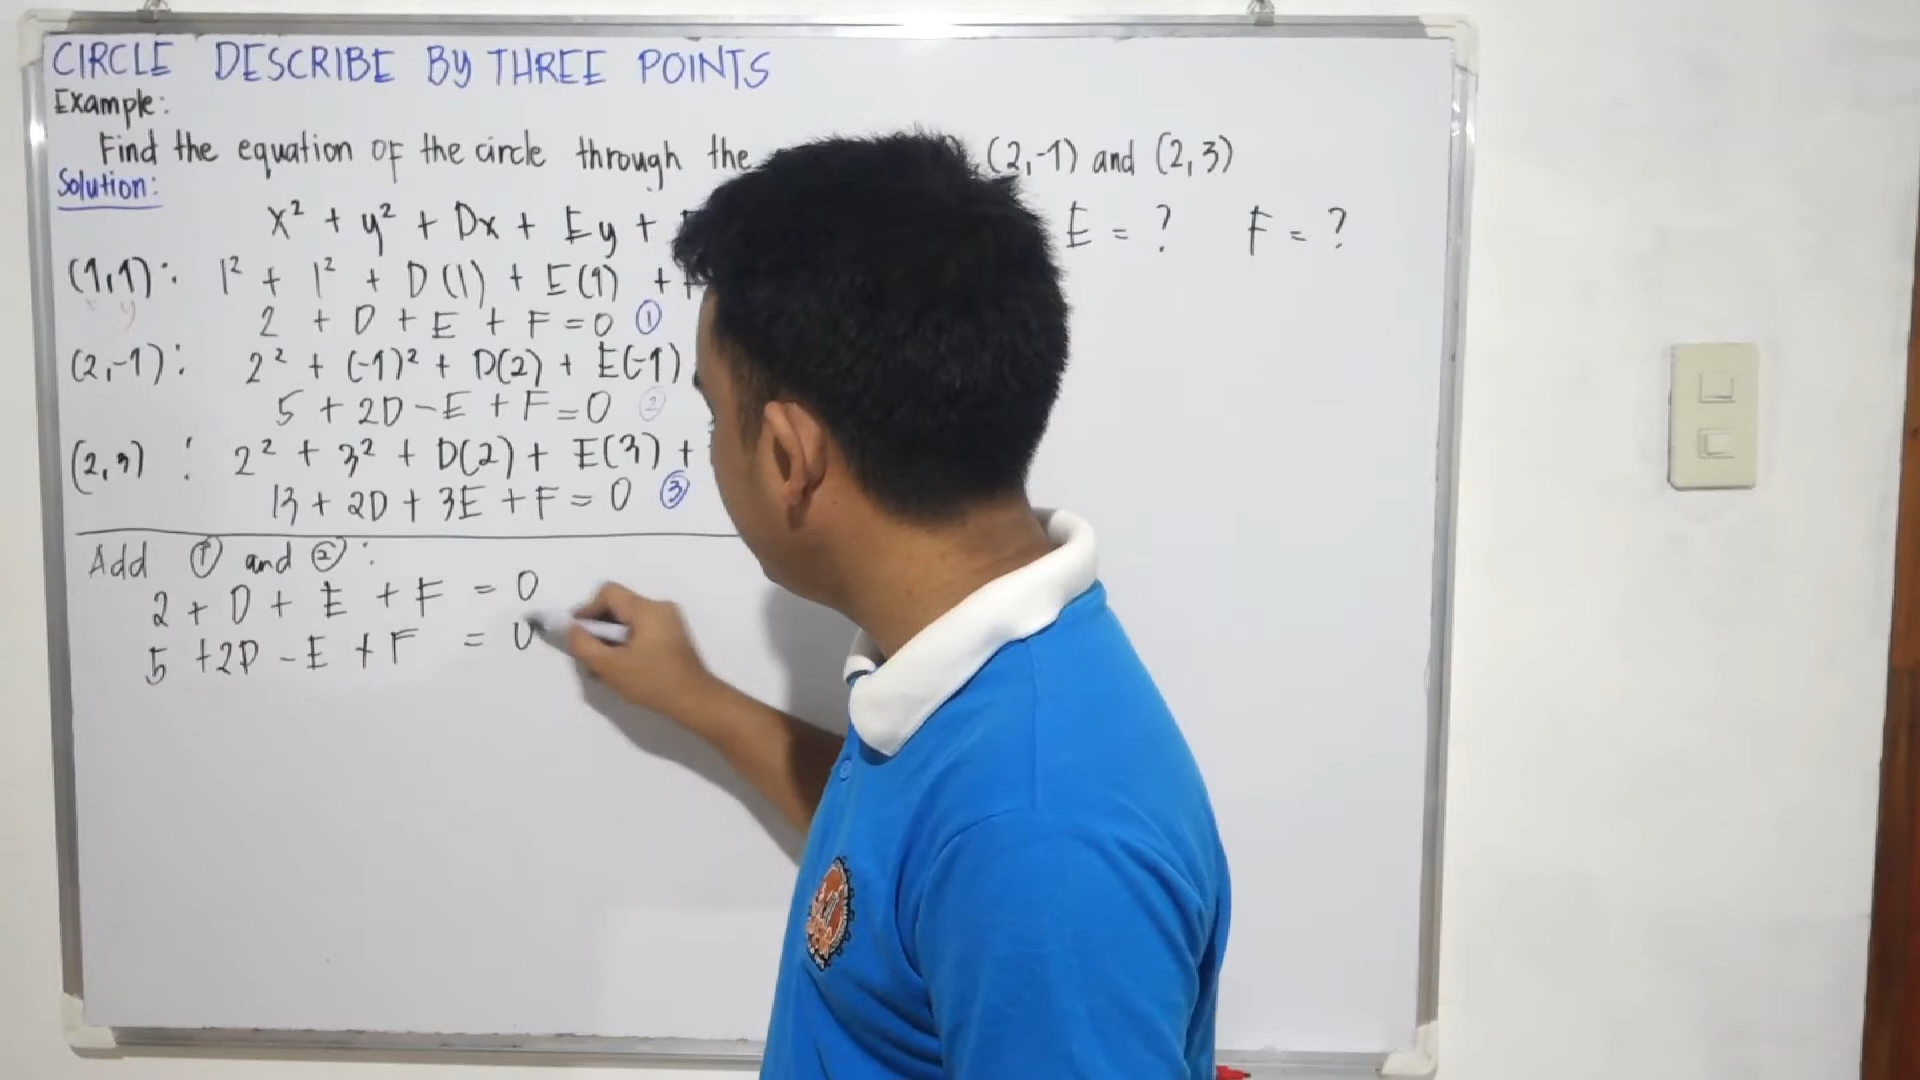 CIRCLE DESCRIBE BY THREE POINTS
Example:
Find the equation of the circle through the (2,-1) and (2,3)
Solution:
x² + y² + Dx + Ey + E = ? F = ?
(1,1): 1² + 1² + D(1) + E(1) +
x y
2 + D + E + F = 0 ①
(2,-1): 2² + (-1)² + D(2) + E(-1)
5 + 2D - E + F = 0 ②
(2,3) : 2² + 3² + D(2) + E(3) +
13 + 2D + 3E + F = 0 ③
Add ① and ②:
2 + D + E + F = 0
5 + 2D - E + F = 0